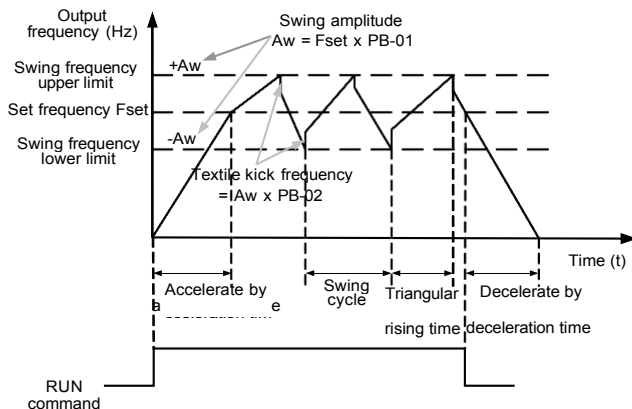 Output
frequency (Hz)
Swing amplitude
Aw = Fset x PB-01
Swing frequency
upper limit
+Aw
Set frequency Fset
-Aw
Swing frequency
lower limit
Textile kick frequency
= Aw x PB-02
Time (t)
Accelerate by
a e
Swing
cycle
Triangular
rising time
Decelerate by
deceleration time
RUN
command